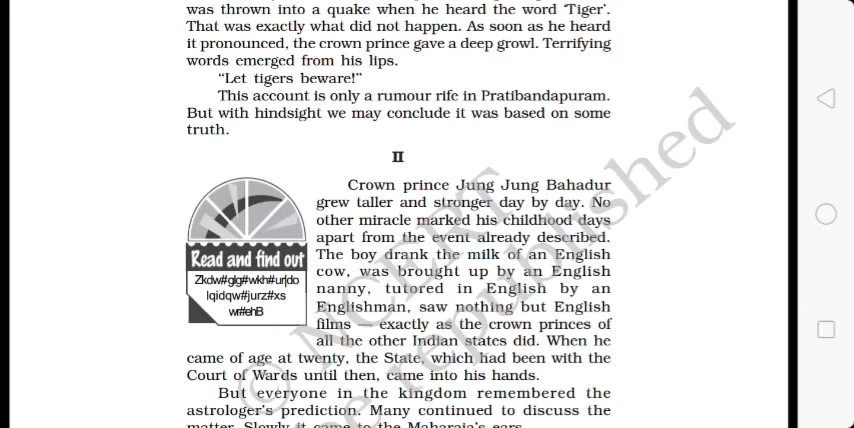 was thrown into a quake when he heard the word ‘Tiger’.
That was exactly what did not happen. As soon as he heard
it pronounced, the crown prince gave a deep growl. Terrifying
words emerged from his lips.
“Let tigers beware!”
This account is only a rumour rife in Pratibandapuram.
But with hindsight we may conclude it was based on some
truth.
II
Crown prince Jung Jung Bahadur
grew taller and stronger day by day. No
other miracle marked his childhood days
apart from the event already described.
The boy drank the milk of an English
cow, was brought up by an English
nanny, tutored in English by an
Englishman, saw nothing but English
films — exactly as the crown princes of
all the other Indian states did. When he
came of age at twenty, the State, which had been with the
Court of Wards until then, came into his hands.
Read and find out
Zkdw#glg#wkh#ur|do
lqidqw#jurz#xs
wr#ehB
But everyone in the kingdom remembered the
astrologer’s prediction. Many continued to discuss the
matter. Slowly it came to the Maharaja’s ears.
© NCERT
be republished